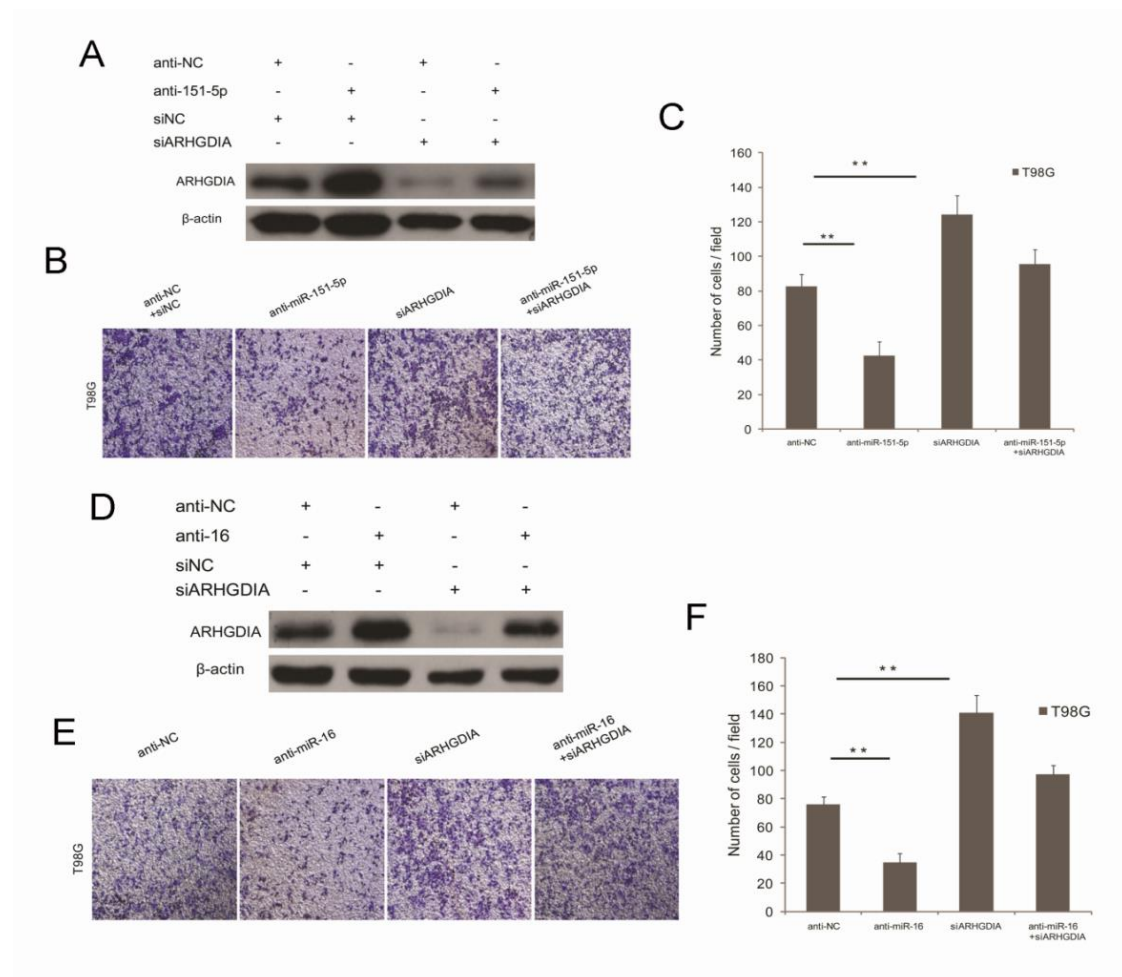 A
anti-NC + - + -
anti-151-5p - + - +
siNC + + - -
siARHGDIA - - + +
ARHGDIA
β-actin
B
anti-NC
+siNC
anti-miR-151-5p
siARHGDIA
anti-miR-151-5p
+siARHGDIA
T98G
C
160
140
120
100
80
60
40
20
0
Number of cells / field
**
**
T98G
anti-NC
anti-miR-151-5p
siARHGDIA
anti-miR-151-5p
+siARHGDIA
D
anti-NC + - + -
anti-16 - + - +
siNC + + - -
siARHGDIA - - + +
ARHGDIA
β-actin
E
anti-NC
anti-miR-16
siARHGDIA
anti-miR-16
+siARHGDIA
T98G
F
180
160
140
120
100
80
60
40
20
0
Number of cells / field
**
**
T98G
anti-NC
anti-miR-16
siARHGDIA
anti-miR-16
+siARHGDIA